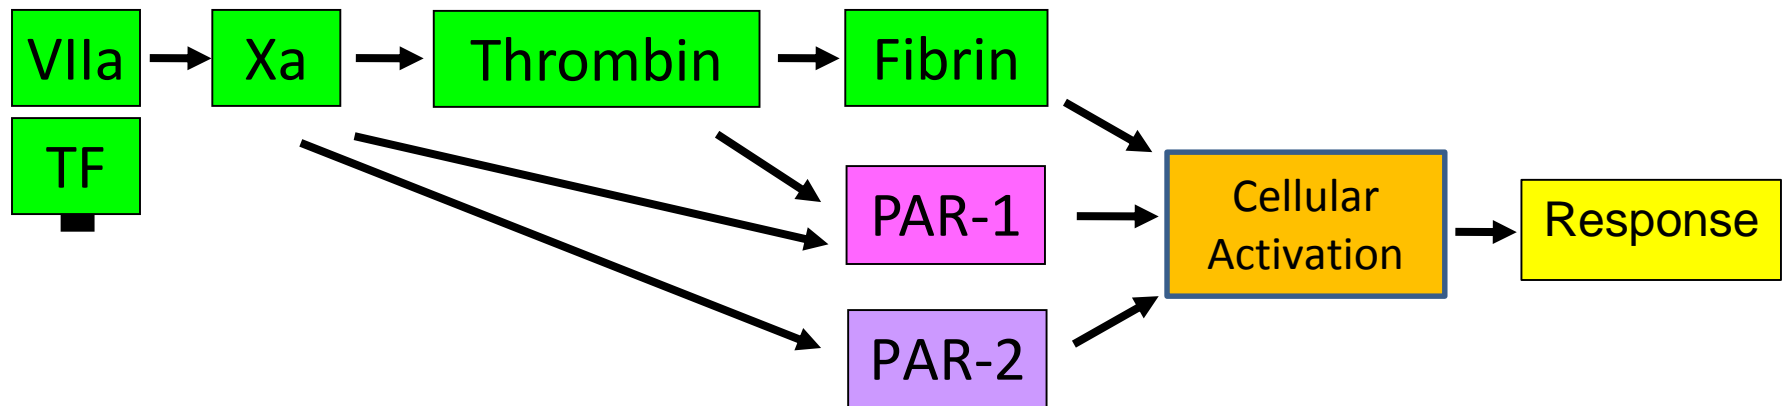 VIIa
Xa
Thrombin
Fibrin
TF
PAR-1
Cellular
Activation
Response
PAR-2